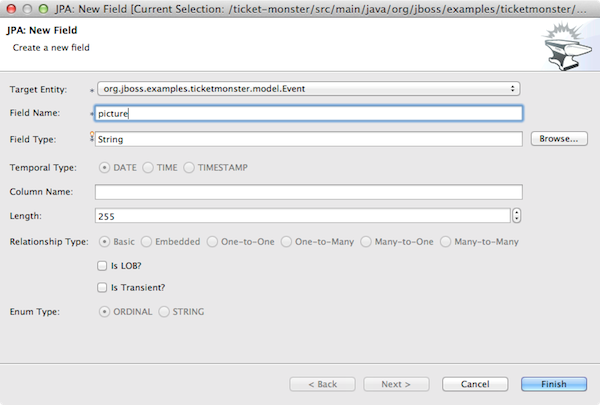 JPA: New Field [Current Selection: /ticket-monster/src/main/java/org/jboss/examples/ticketmonster/...
JPA: New Field
Create a new field
Target Entity: * org.jboss.examples.ticketmonster.model.Event
Field Name: * picture
Field Type: String Browse...
Temporal Type: DATE TIME TIMESTAMP
Column Name:
Length: 255
Relationship Type: Basic Embedded One-to-One One-to-Many Many-to-One Many-to-Many
Is LOB?
Is Transient?
Enum Type: ORDINAL STRING
< Back Next > Cancel Finish